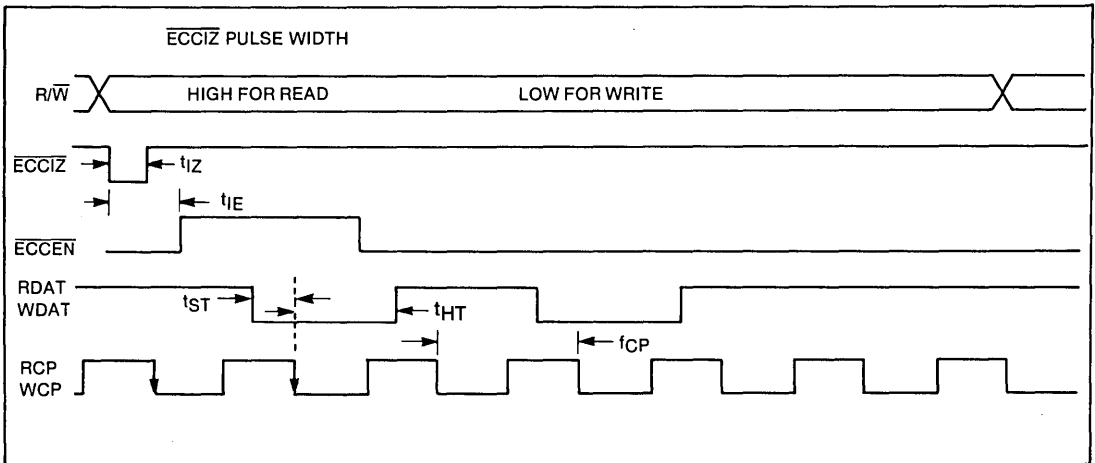 ECCIZ PULSE WIDTH
R/W HIGH FOR READ LOW FOR WRITE
ECCIZ tIZ
tIE
ECCEN
RDAT
WDAT tST tHT
fCP
RCP
WCP